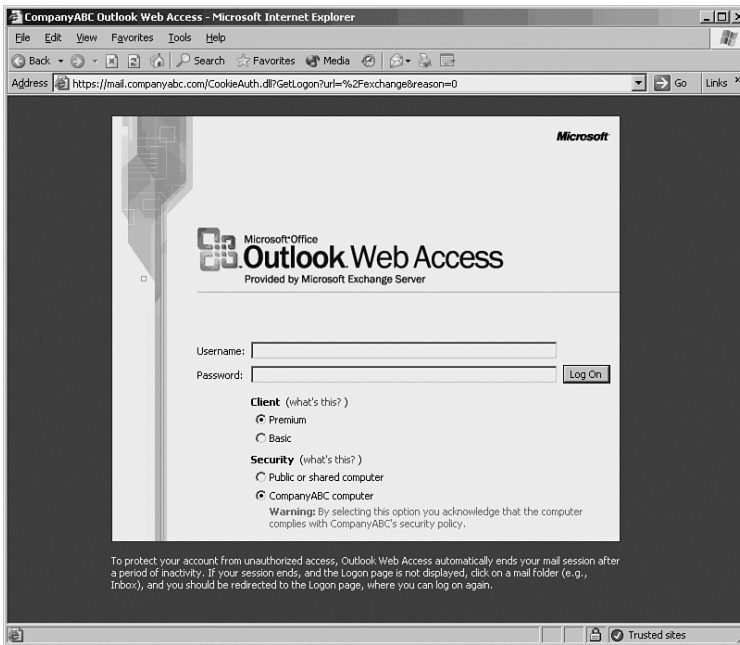 CompanyABC Outlook Web Access - Microsoft Internet Explorer
File Edit View Favorites Tools Help
Back Search Favorites Media
Address https://mail.companyabc.com/CookieAuth.dll?GetLogon?url=%2Fexchange&reason=0 Go Links »
Microsoft
Microsoft Office
Outlook Web Access
Provided by Microsoft Exchange Server
Username:
Password: Log On
Client (what's this? )
Premium
Basic
Security (what's this? )
Public or shared computer
CompanyABC computer
Warning: By selecting this option you acknowledge that the computer
complies with CompanyABC's security policy.
To protect your account from unauthorized access, Outlook Web Access automatically ends your mail session after
a period of inactivity. If your session ends, and the Logon page is not displayed, click on a mail folder (e.g.,
Inbox), and you should be redirected to the Logon page, where you can log on again.
Trusted sites